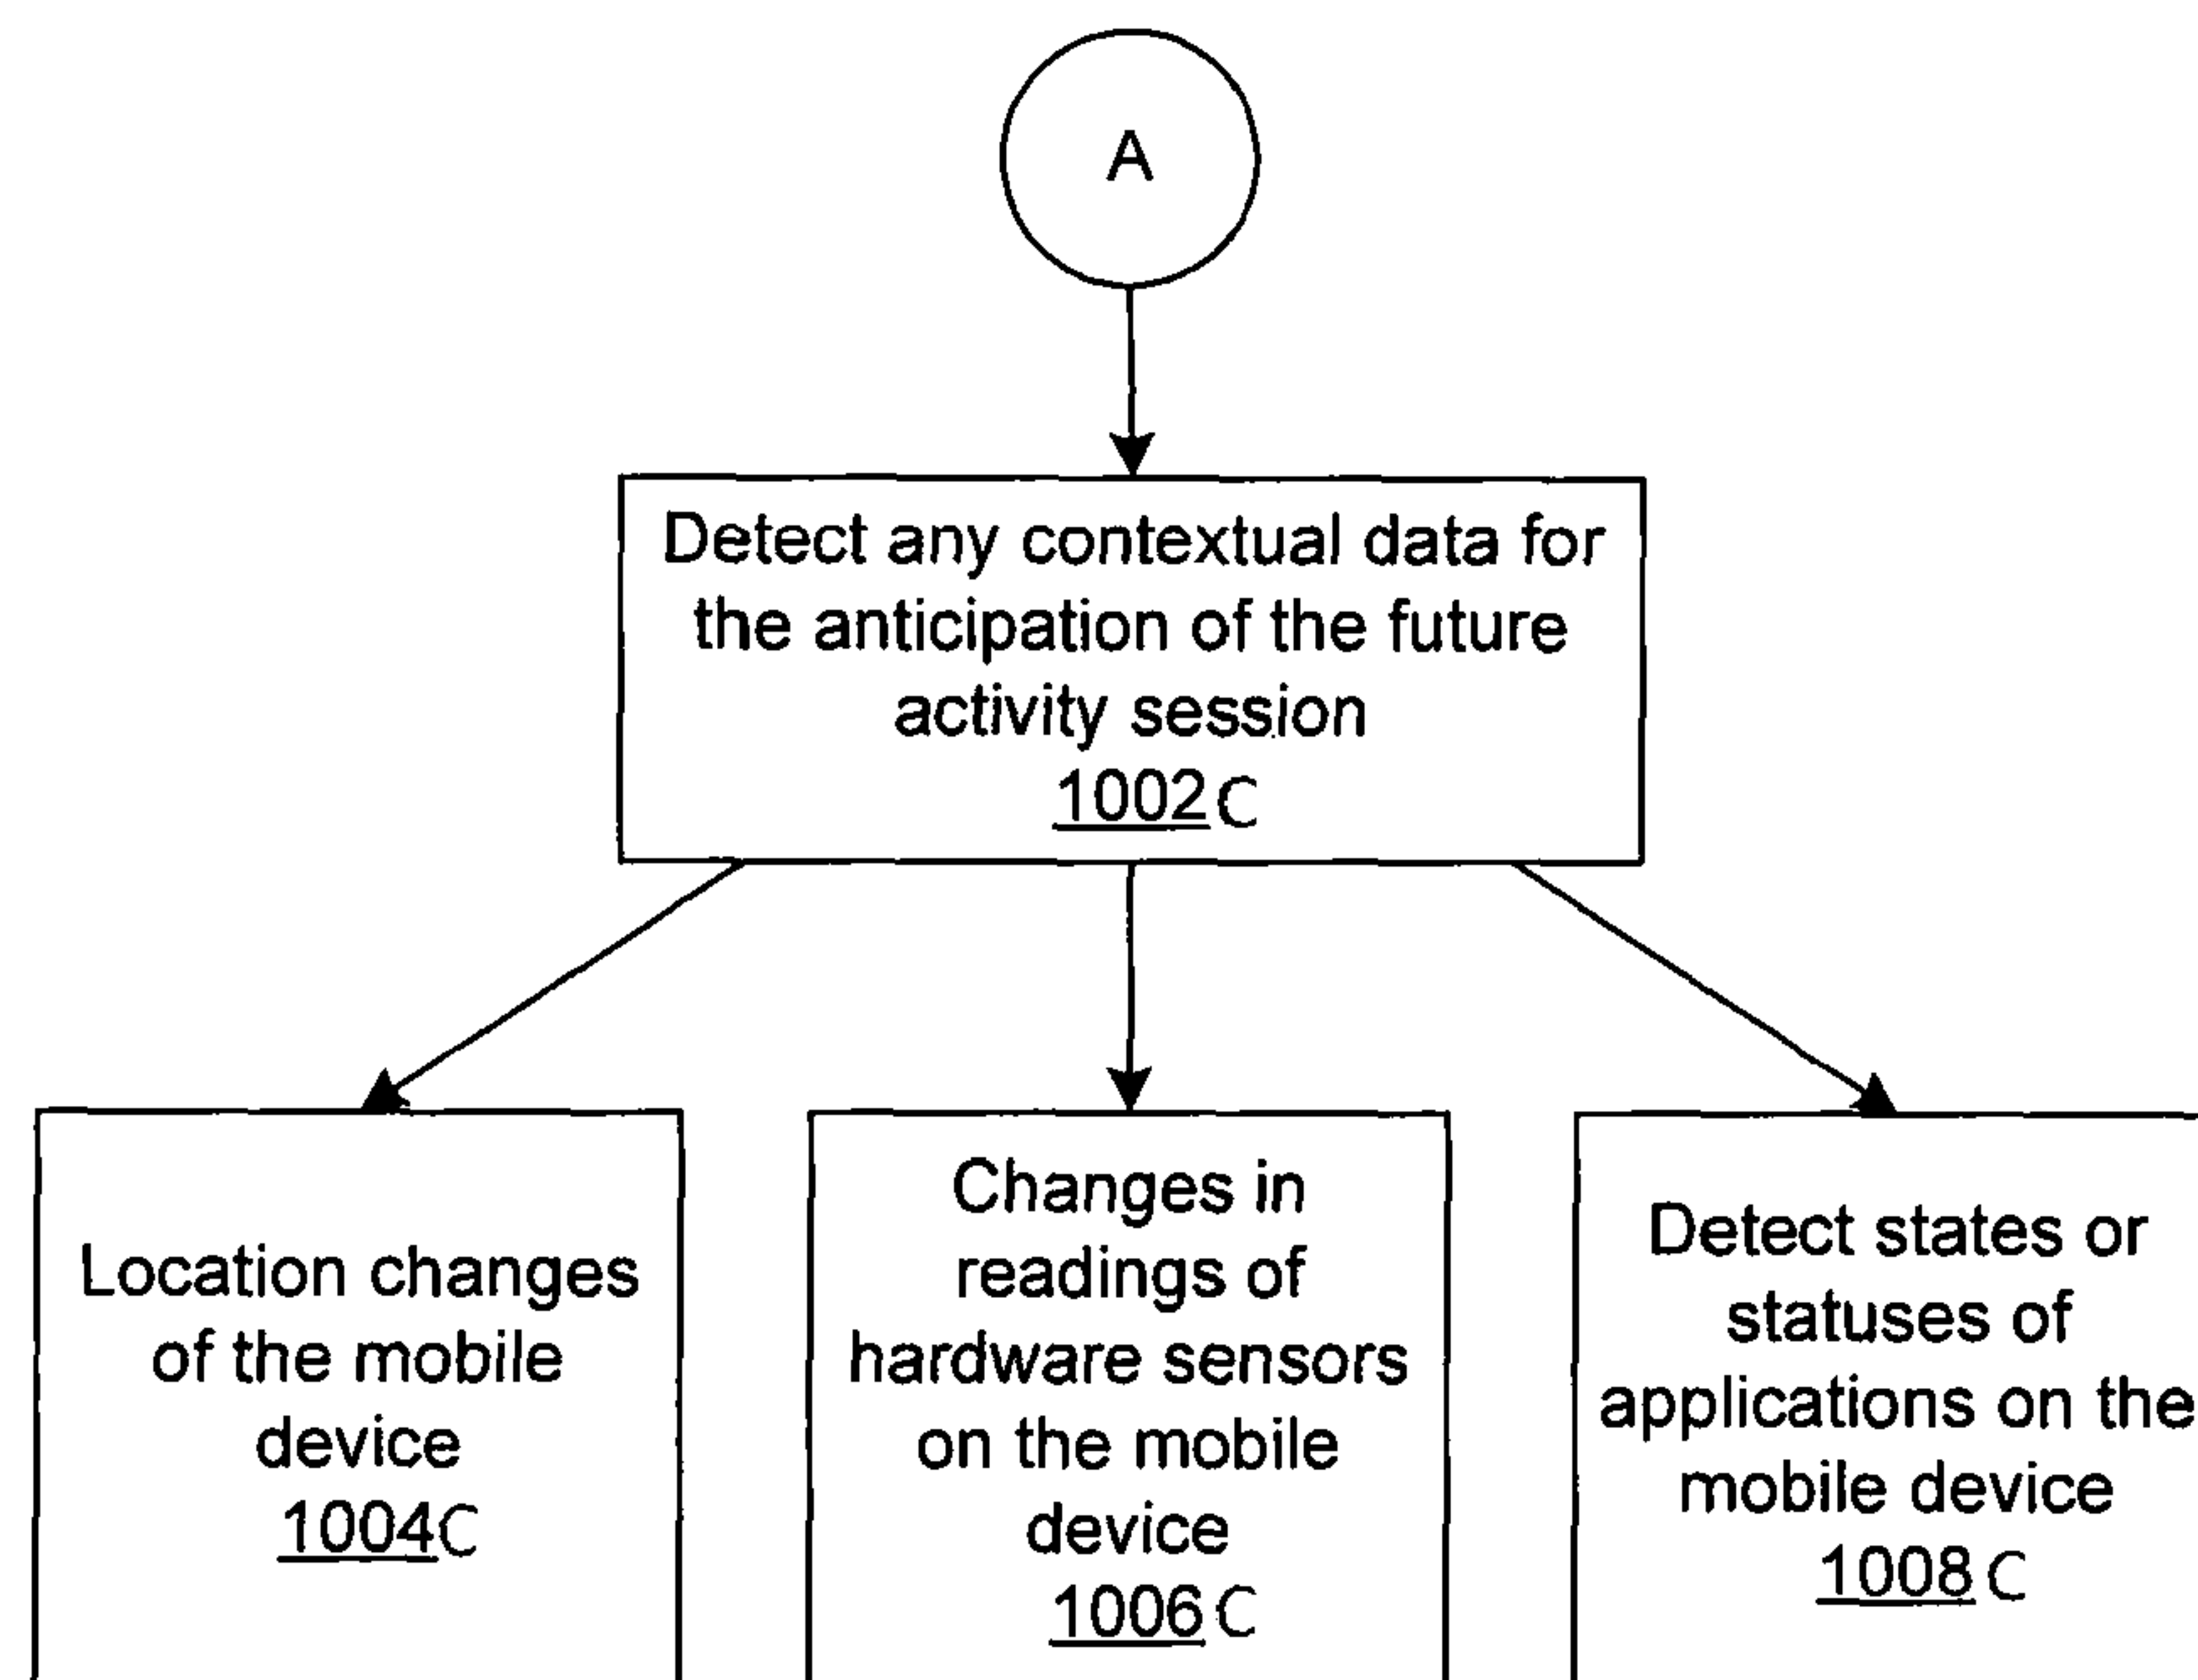 A
Detect any contextual data for
the anticipation of the future
activity session
1002C
Location changes
of the mobile
device
1004C
Changes in
readings of
hardware sensors
on the mobile
device
1006C
Detect states or
statuses of
applications on the
mobile device
1008C